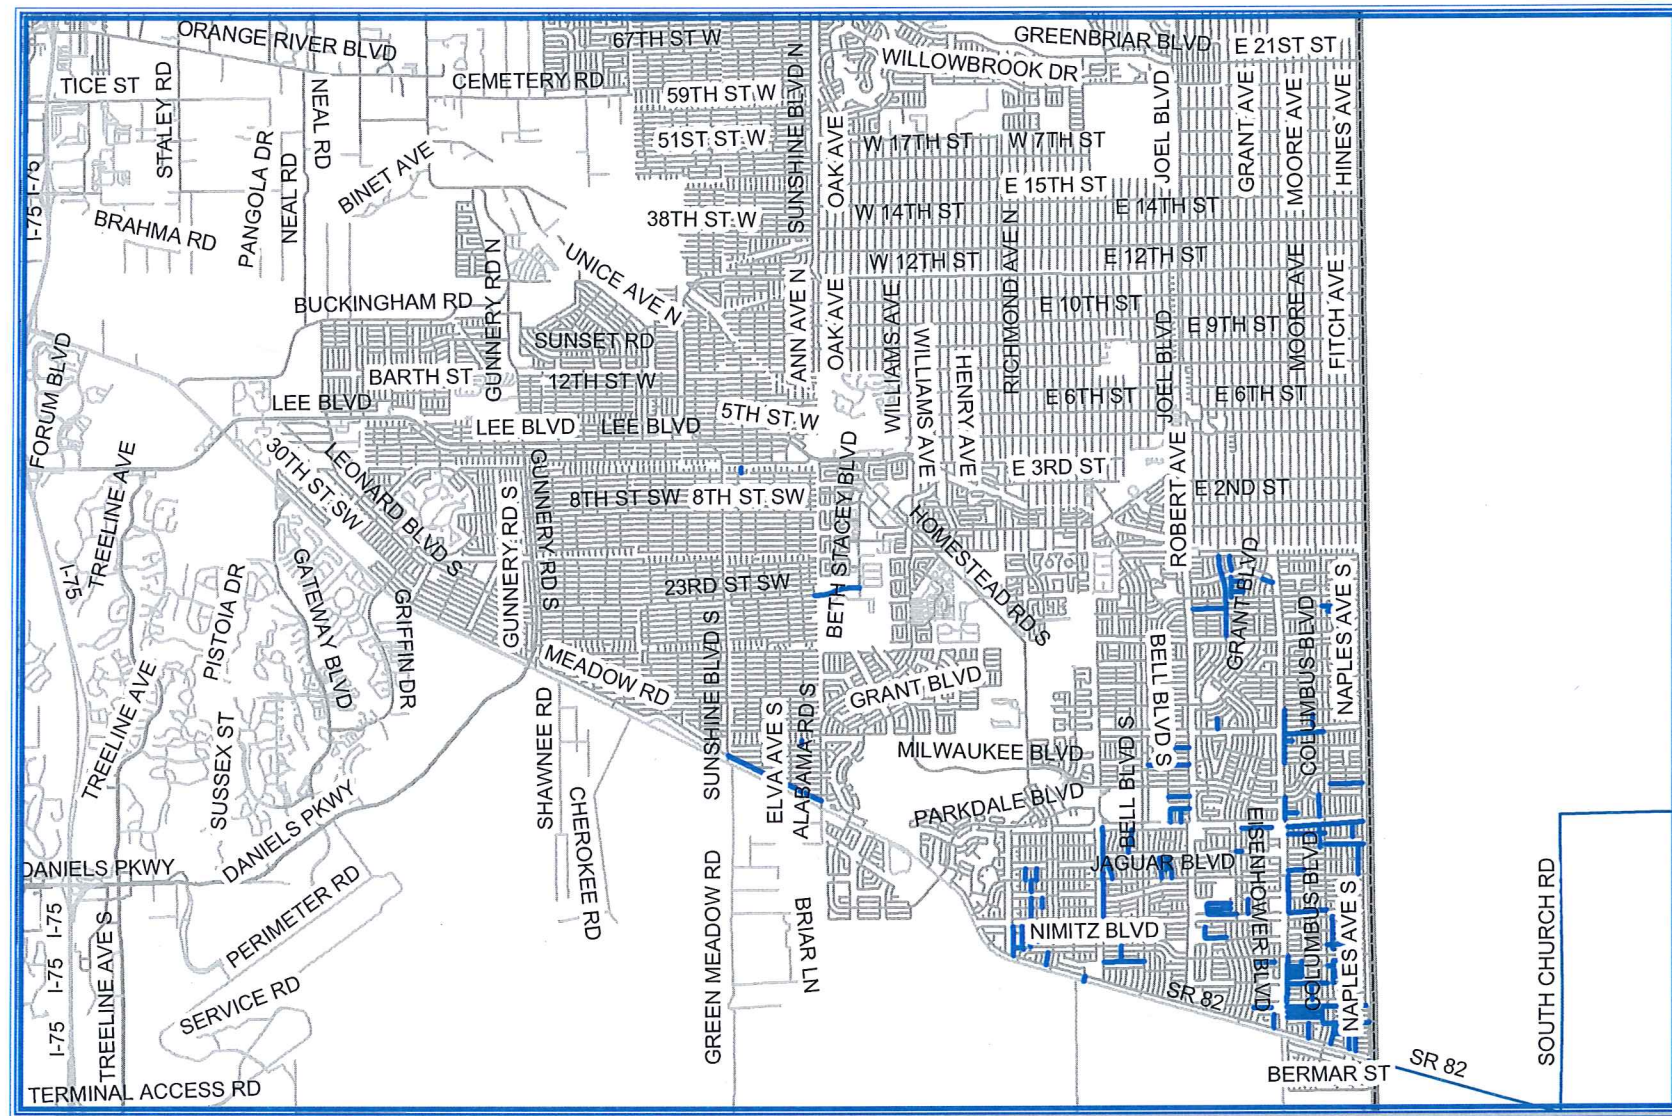 ORANGE RIVER BLVD
67TH ST W
GREENBRIAR BLVD
E 21ST ST
TICE ST
STALEY RD
NEAL RD
CEMETERY RD
59TH ST W
SUNSHINE BLVD N
WILLOWBROOK DR
JOEL BLVD
GRANT AVE
MOORE AVE
HINES AVE
51ST ST W
OAK AVE
W 17TH ST
W 7TH ST
I-75
I-75
BRAHMA RD
PANGOLA DR
NEAL RD
BINET AVE
38TH ST W
W 14TH ST
E 15TH ST
E 14TH ST
GUNNERY RD N
UNICE AVE N
W 12TH ST
RICHMOND AVE N
E 12TH ST
BUCKINGHAM RD
ANN AVE N
OAK AVE
WILLIAMS AVE
E 10TH ST
JOEL BLVD
E 9TH ST
MOORE AVE
FITCH AVE
FORUM BLVD
SUNSET RD
BARTH ST
12TH ST W
WILLIAMS AVE
HENRY AVE
E 6TH ST
E 6TH ST
LEE BLVD
LEE BLVD
LEE BLVD
5TH ST W
TREELINE AVE
30TH ST SW
LEONARD BLVD S
GUNNERY RD S
GUNNERY RD S
8TH ST SW
8TH ST SW
BETH STACEY BLVD
HOMESTEAD RD S
E 3RD ST
ROBERT AVE
E 2ND ST
I-75
PISTOIA DR
GATEWAY BLVD
GRIFFIN DR
23RD ST SW
GRANT BLVD
COLUMBUS BLVD
NAPLES AVE S
TREELINE AVE
SUSSEX ST
MEADOW RD
SHAWNEE RD
SUNSHINE BLVD S
ELVA AVE S
ALABAMA RD S
GRANT BLVD
BELL BLVD S
MILWAUKEE BLVD
BELL BLVD S
DANIELS PKWY
DANIELS PKWY
CHEROKEE RD
PARKDALE BLVD
JAGUAR BLVD
EISENHOWER BLVD
COLUMBUS BLVD
NAPLES AVE S
SOUTH CHURCH RD
I-75
I-75
I-75
TREELINE AVE S
PERIMETER RD
SERVICE RD
GREEN MEADOW RD
BRIAR LN
NIMITZ BLVD
SR 82
BERMAR ST
SR 82
TERMINAL ACCESS RD